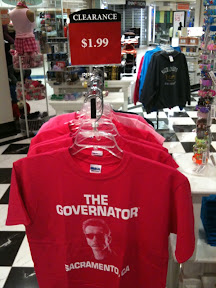 CLEARANCE
$1.99
THE
GOVERNATOR
SACRAMENTO, CA